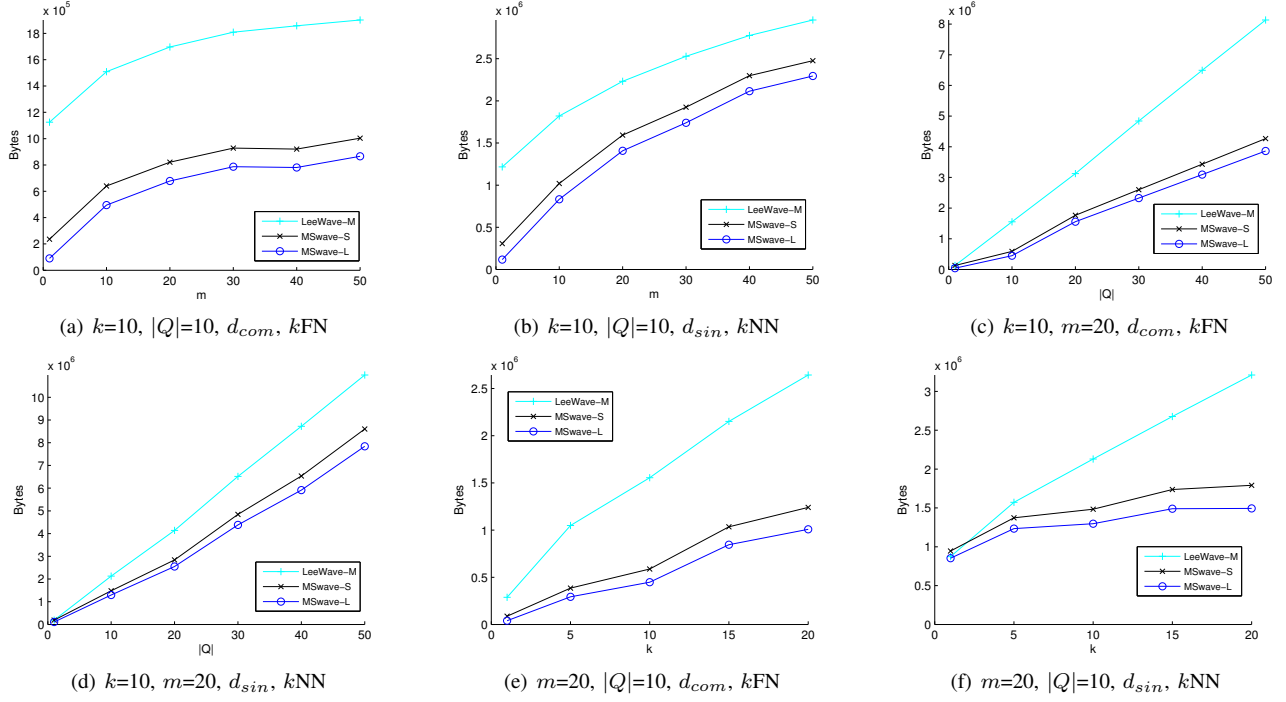 x 10^5
18
16
14
12
10
8
6
4
2
0
Bytes
0 10 20 30 40 50
m
LeeWave−M
MSwave−S
MSwave−L
(a) k=10, |Q|=10, d_com, kFN
x 10^6
2.5
2
1.5
1
0.5
0
Bytes
0 10 20 30 40 50
m
LeeWave−M
MSwave−S
MSwave−L
(b) k=10, |Q|=10, d_sin, kNN
x 10^6
8
7
6
5
4
3
2
1
0
Bytes
0 10 20 30 40 50
|Q|
LeeWave−M
MSwave−S
MSwave−L
(c) k=10, m=20, d_com, kFN
x 10^6
10
9
8
7
6
5
4
3
2
1
0
Bytes
0 10 20 30 40 50
|Q|
LeeWave−M
MSwave−S
MSwave−L
(d) k=10, m=20, d_sin, kNN
x 10^6
2.5
2
1.5
1
0.5
0
Bytes
0 5 10 15 20
k
LeeWave−M
MSwave−S
MSwave−L
(e) m=20, |Q|=10, d_com, kFN
x 10^6
3
2.5
2
1.5
1
0.5
0
Bytes
0 5 10 15 20
k
LeeWave−M
MSwave−S
MSwave−L
(f) m=20, |Q|=10, d_sin, kNN